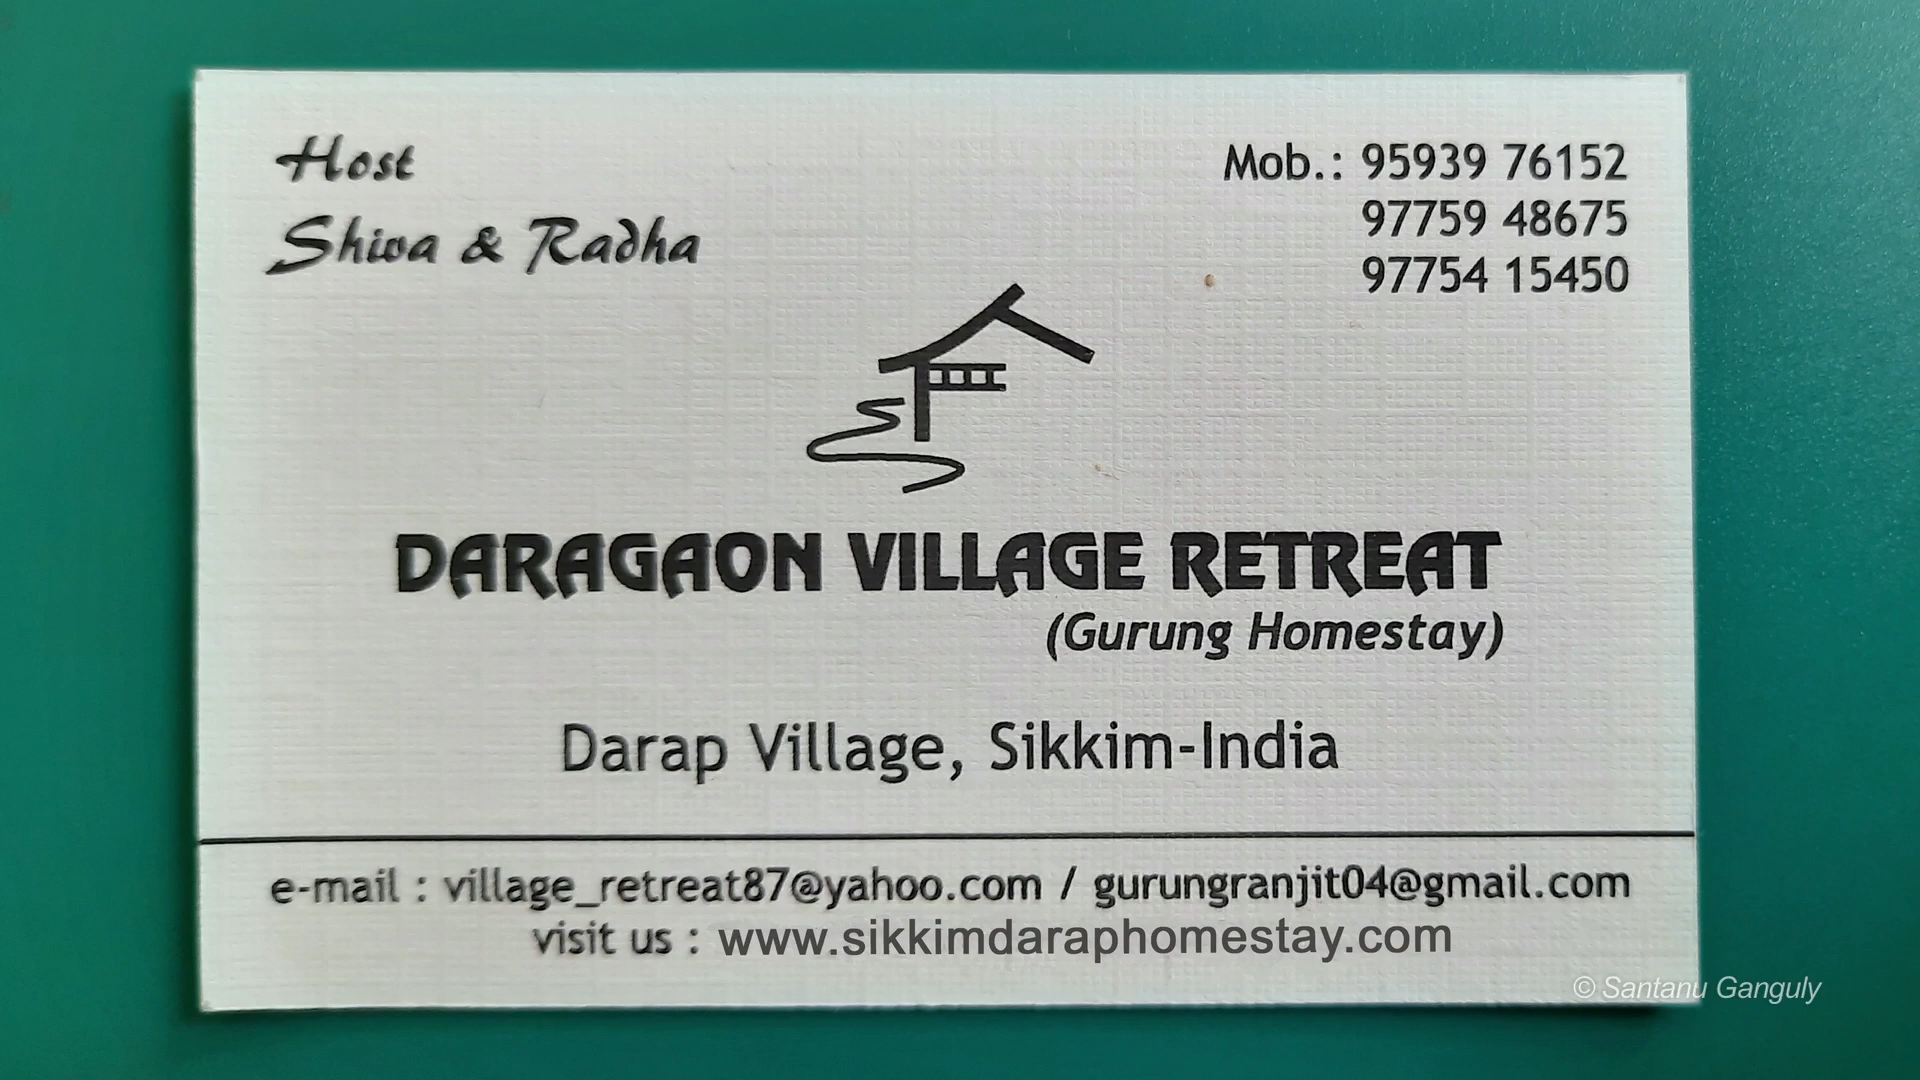 Host
Shiva & Radha
Mob.: 95939 76152
97759 48675
97754 15450
DARAGAON VILLAGE RETREAT
(Gurung Homestay)
Darap Village, Sikkim-India
e-mail : village_retreat87@yahoo.com / gurungranjit04@gmail.com
visit us : www.sikkimdaraphomestay.com
© Santanu Ganguly